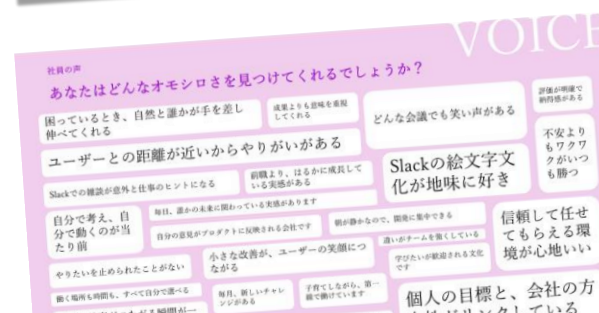 VOICE
社員の声
あなたはどんなオモシロさを見つけてくれるでしょうか？
困っているとき、自然と誰かが手を差し
伸べてくれる
成果よりも意味を重視
してくれる
どんな会議でも笑い声がある
評価が明確で
納得感がある
ユーザーとの距離が近いからやりがいがある
不安より
もワクワ
クがいつ
も勝つ
Slackでの雑談が意外と仕事のヒントになる
前職より、はるかに成長して
いる実感がある
Slackの絵文字文
化が地味に好き
自分で考え、自
分で動くのが当
たり前
毎日、誰かの未来に関わっている実感があります
自分の意見がプロダクトに反映される会社です
朝が静かなので、開発に集中できる
信頼して任せ
てもらえる環
境が心地いい
やりたいを止められたことがない
小さな改善が、ユーザーの笑顔につ
ながる
違いがチームを強くしている
学びたいが歓迎される文化
です
働く場所も時間も、すべて自分で選べる
毎月、新しいチャレ
ンジがある
子育てしながら、第一
線で働けています
個人の目標と、会社の方